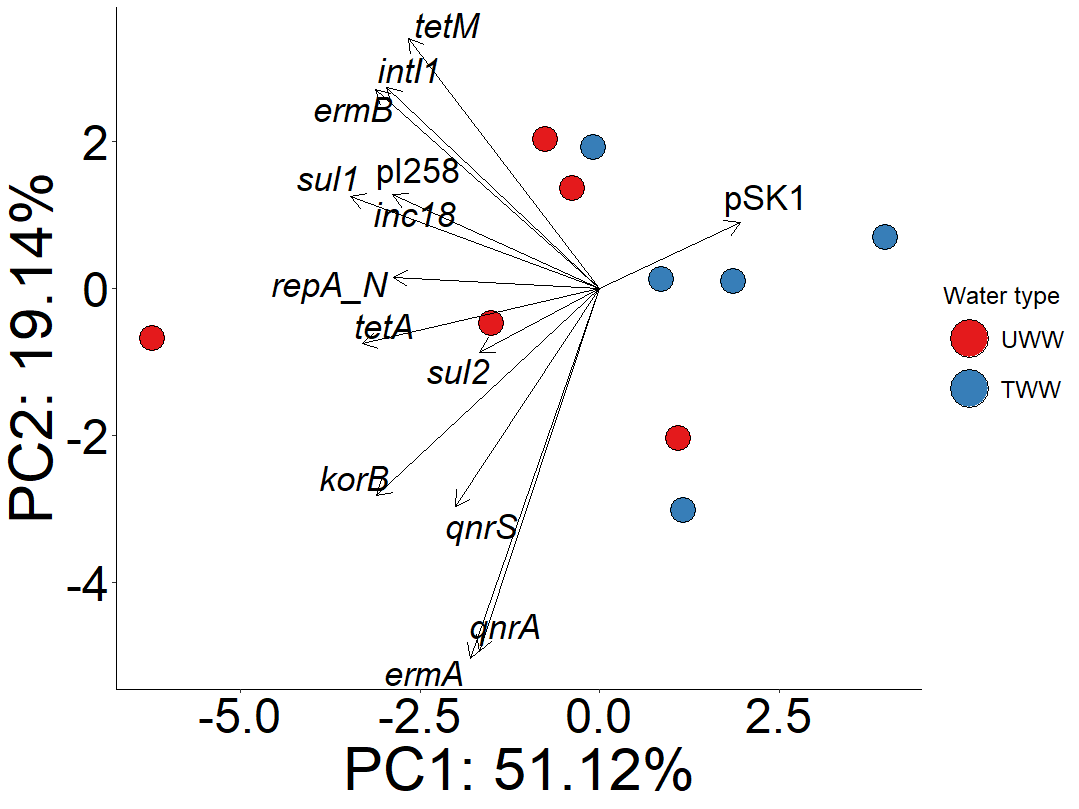 tetM
intI1
ermB
2
sul1
pI258
pSK1
inc18
0
repA_N
tetA
sul2
-2
korB
qnrS
-4
qnrA
ermA
-5.0
-2.5
0.0
2.5
PC1: 51.12%
PC2: 19.14%
Water type
UWW
TWW